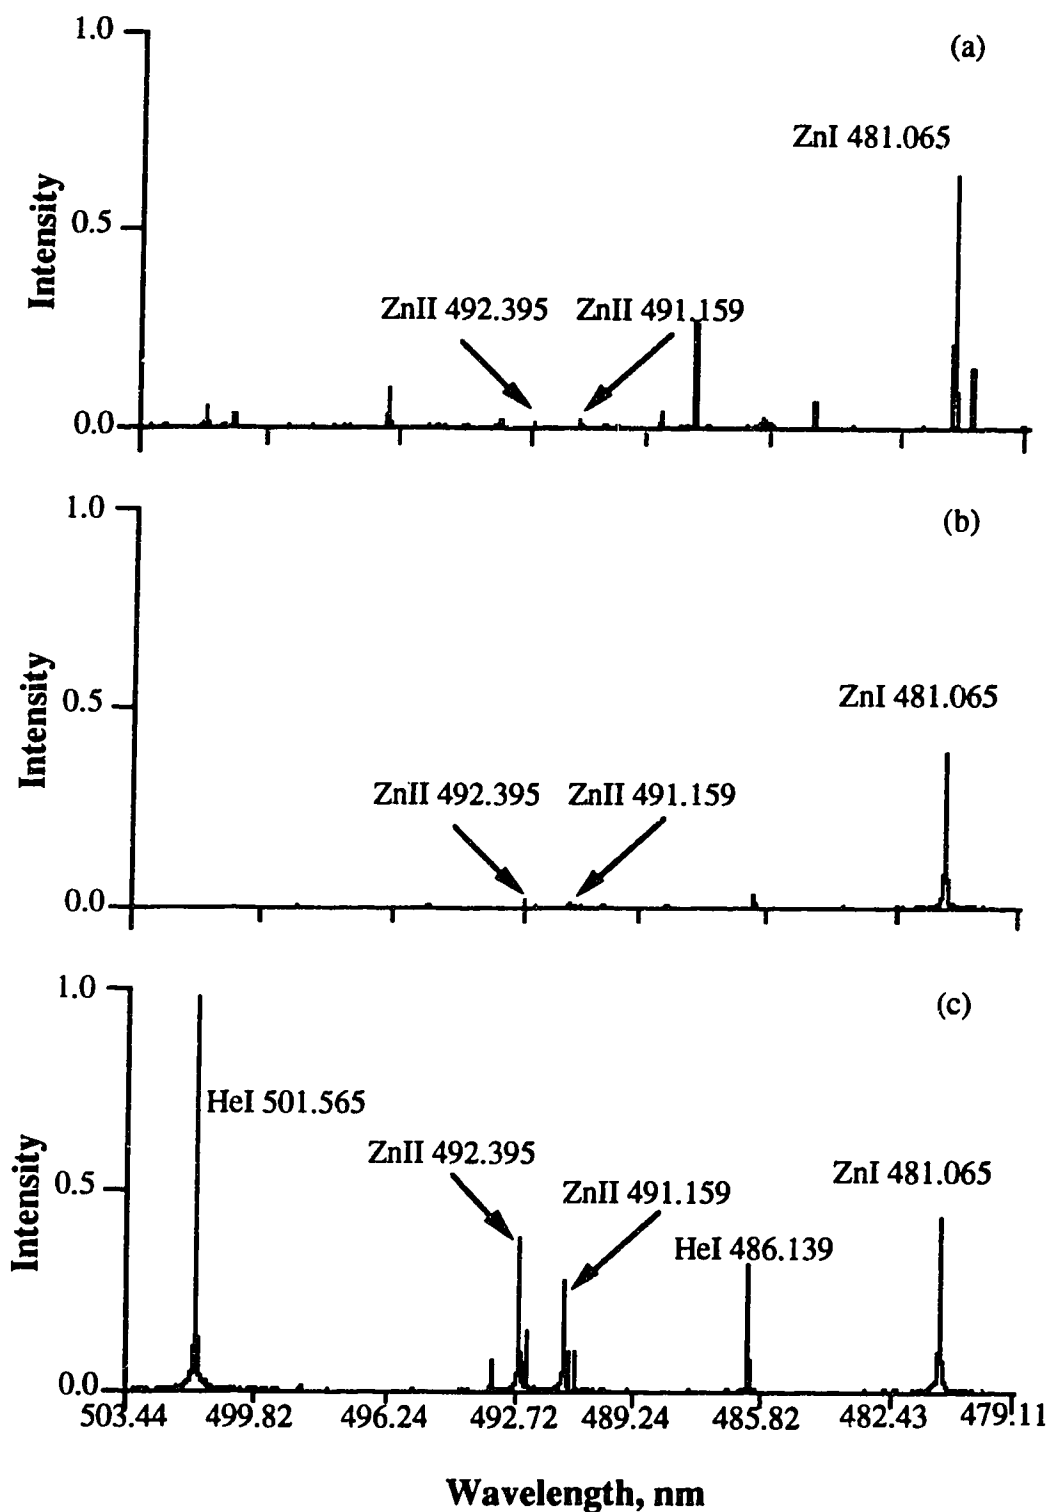 1.0
(a)
ZnI 481.065
Intensity
0.5
ZnII 492.395 ZnII 491.159
0.0
1.0
(b)
Intensity
0.5
ZnI 481.065
ZnII 492.395 ZnII 491.159
0.0
1.0
(c)
HeI 501.565
Intensity
ZnII 492.395
0.5
ZnII 491.159
ZnI 481.065
HeI 486.139
0.0
503.44 499.82 496.24 492.72 489.24 485.82 482.43 479.11
Wavelength, nm